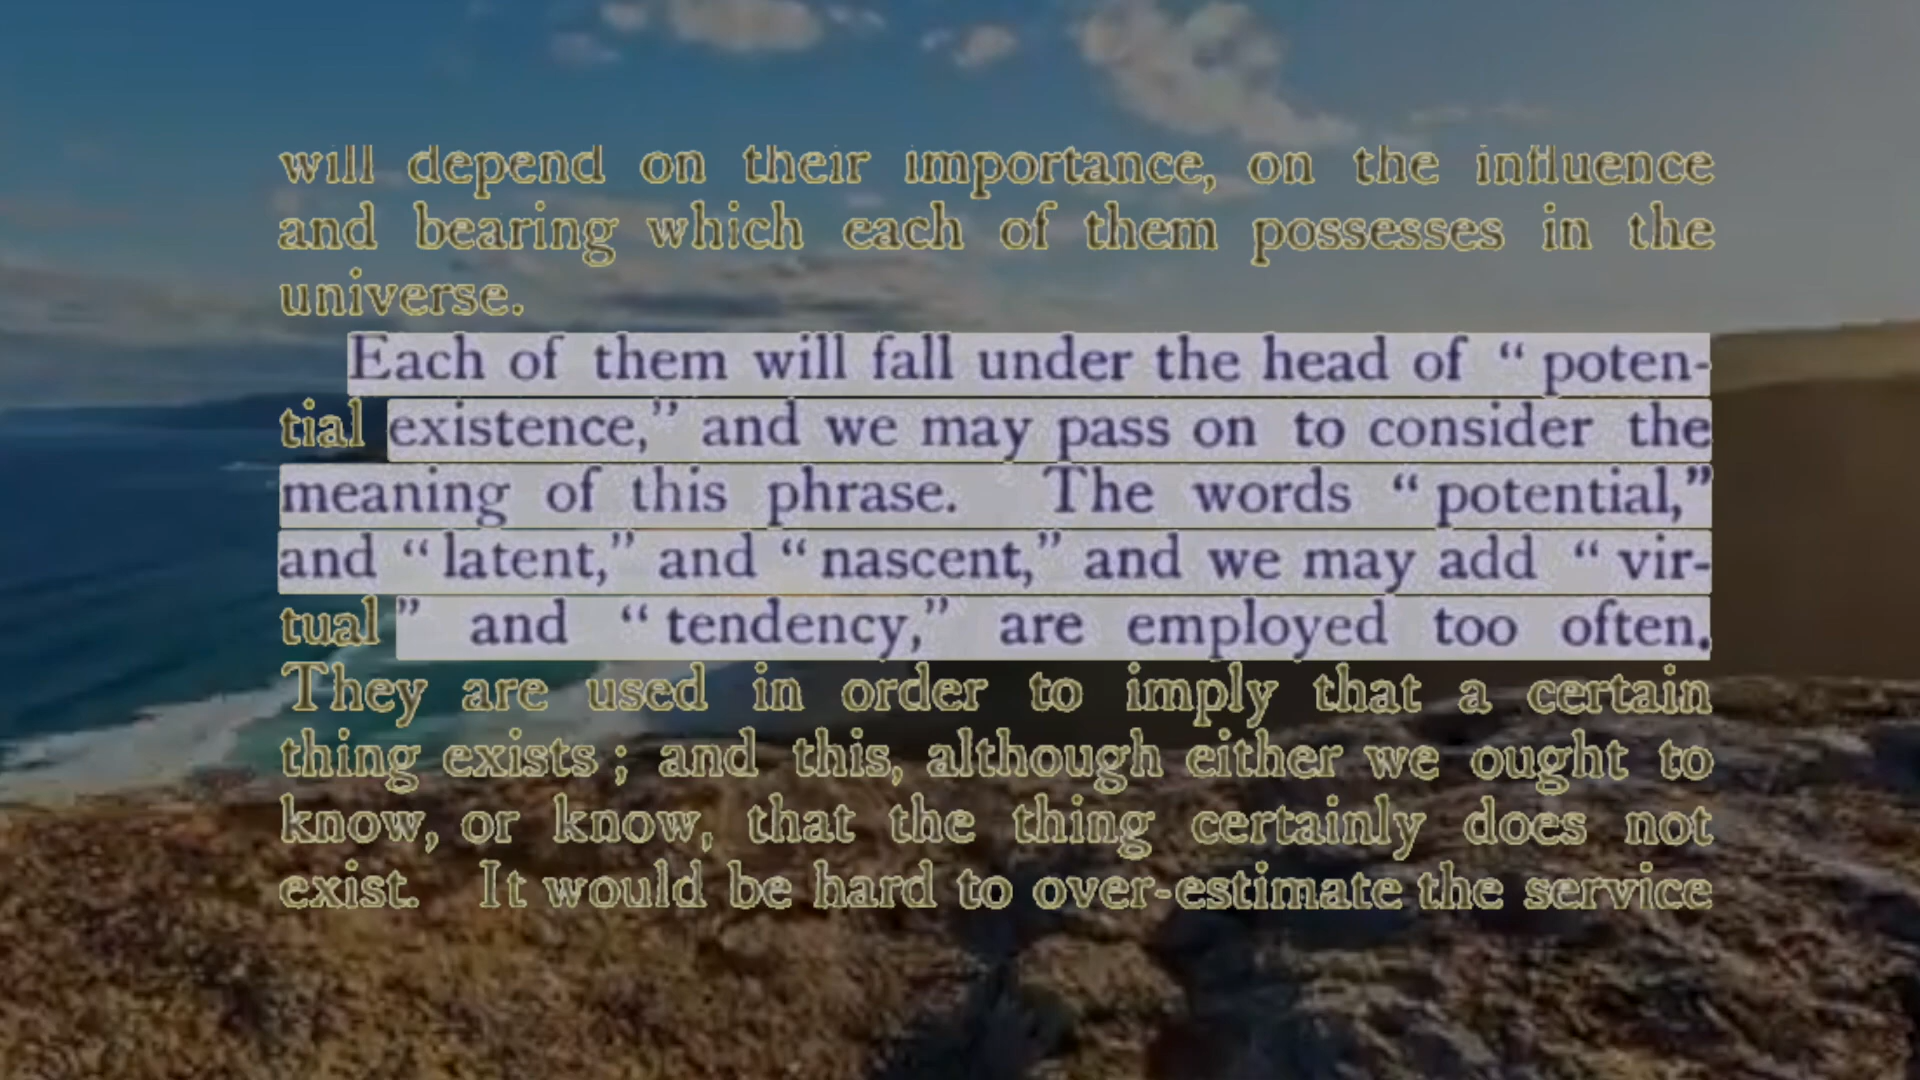 will depend on their importance, on the influence
and bearing which each of them possesses in the
universe.
Each of them will fall under the head of “ poten-
tial existence,” and we may pass on to consider the
meaning of this phrase. The words “ potential,”
and “ latent,” and “ nascent,” and we may add “ vir-
tual ” and “ tendency,” are employed too often.
They are used in order to imply that a certain
thing exists ; and this, although either we ought to
know, or know, that the thing certainly does not
exist. It would be hard to over-estimate the service